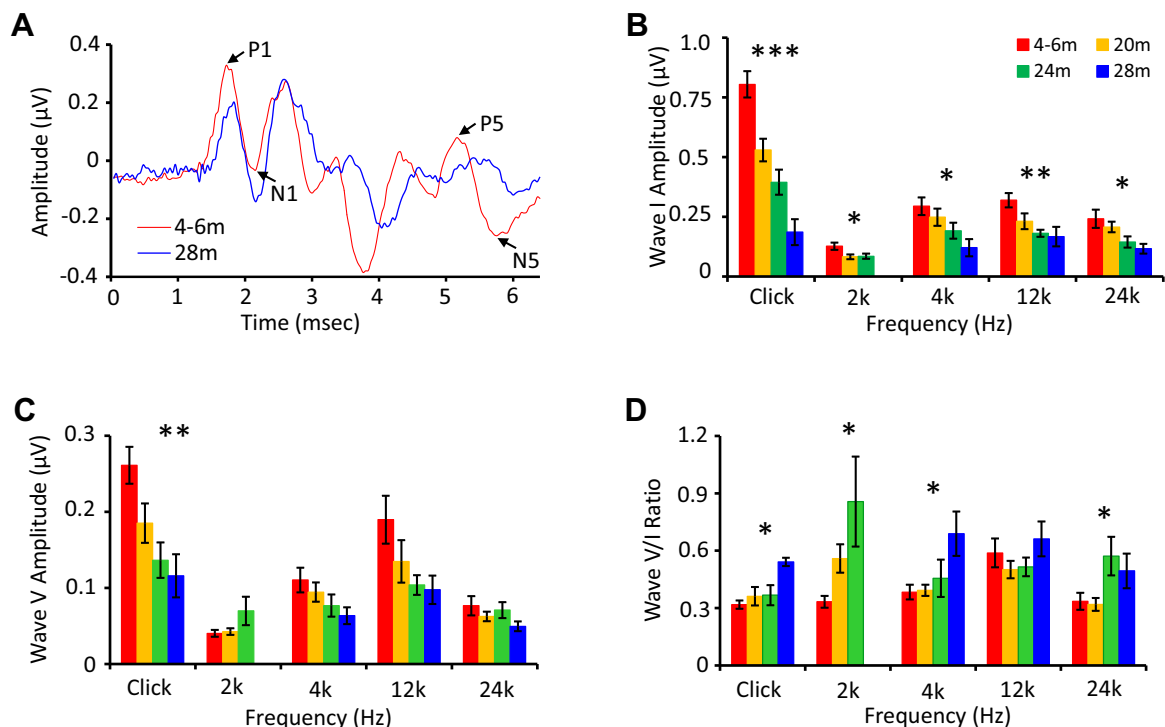 A
Amplitude (µV)
0.4
0.2
0
-0.2
-0.4
P1
N1
P5
N5
4-6m
28m
0 1 2 3 4 5 6
Time (msec)
B
Wave I Amplitude (µV)
1.0
0.75
0.5
0.25
0
4-6m 20m
24m 28m
***
*
*
**
*
Click 2k 4k 12k 24k
Frequency (Hz)
C
Wave V Amplitude (µV)
0.3
0.2
0.1
0
**
Click 2k 4k 12k 24k
Frequency (Hz)
D
Wave V/I Ratio
1.2
0.9
0.6
0.3
0
*
*
*
*
Click 2k 4k 12k 24k
Frequency (Hz)